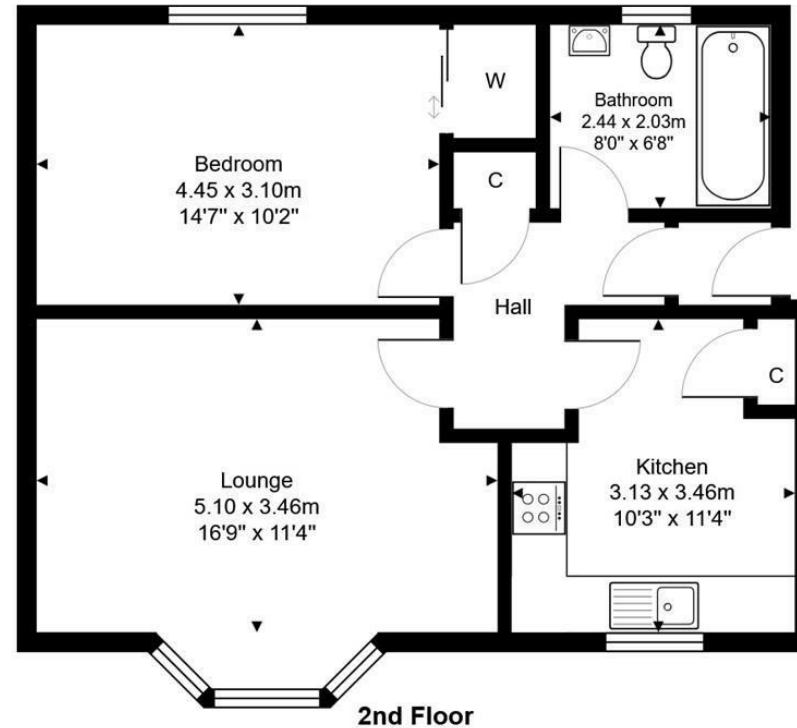 W
Bathroom
2.44 x 2.03m
8'0" x 6'8"
Bedroom
4.45 x 3.10m
14'7" x 10'2"
C
Hall
C
Lounge
5.10 x 3.46m
16'9" x 11'4"
Kitchen
3.13 x 3.46m
10'3" x 11'4"
2nd Floor